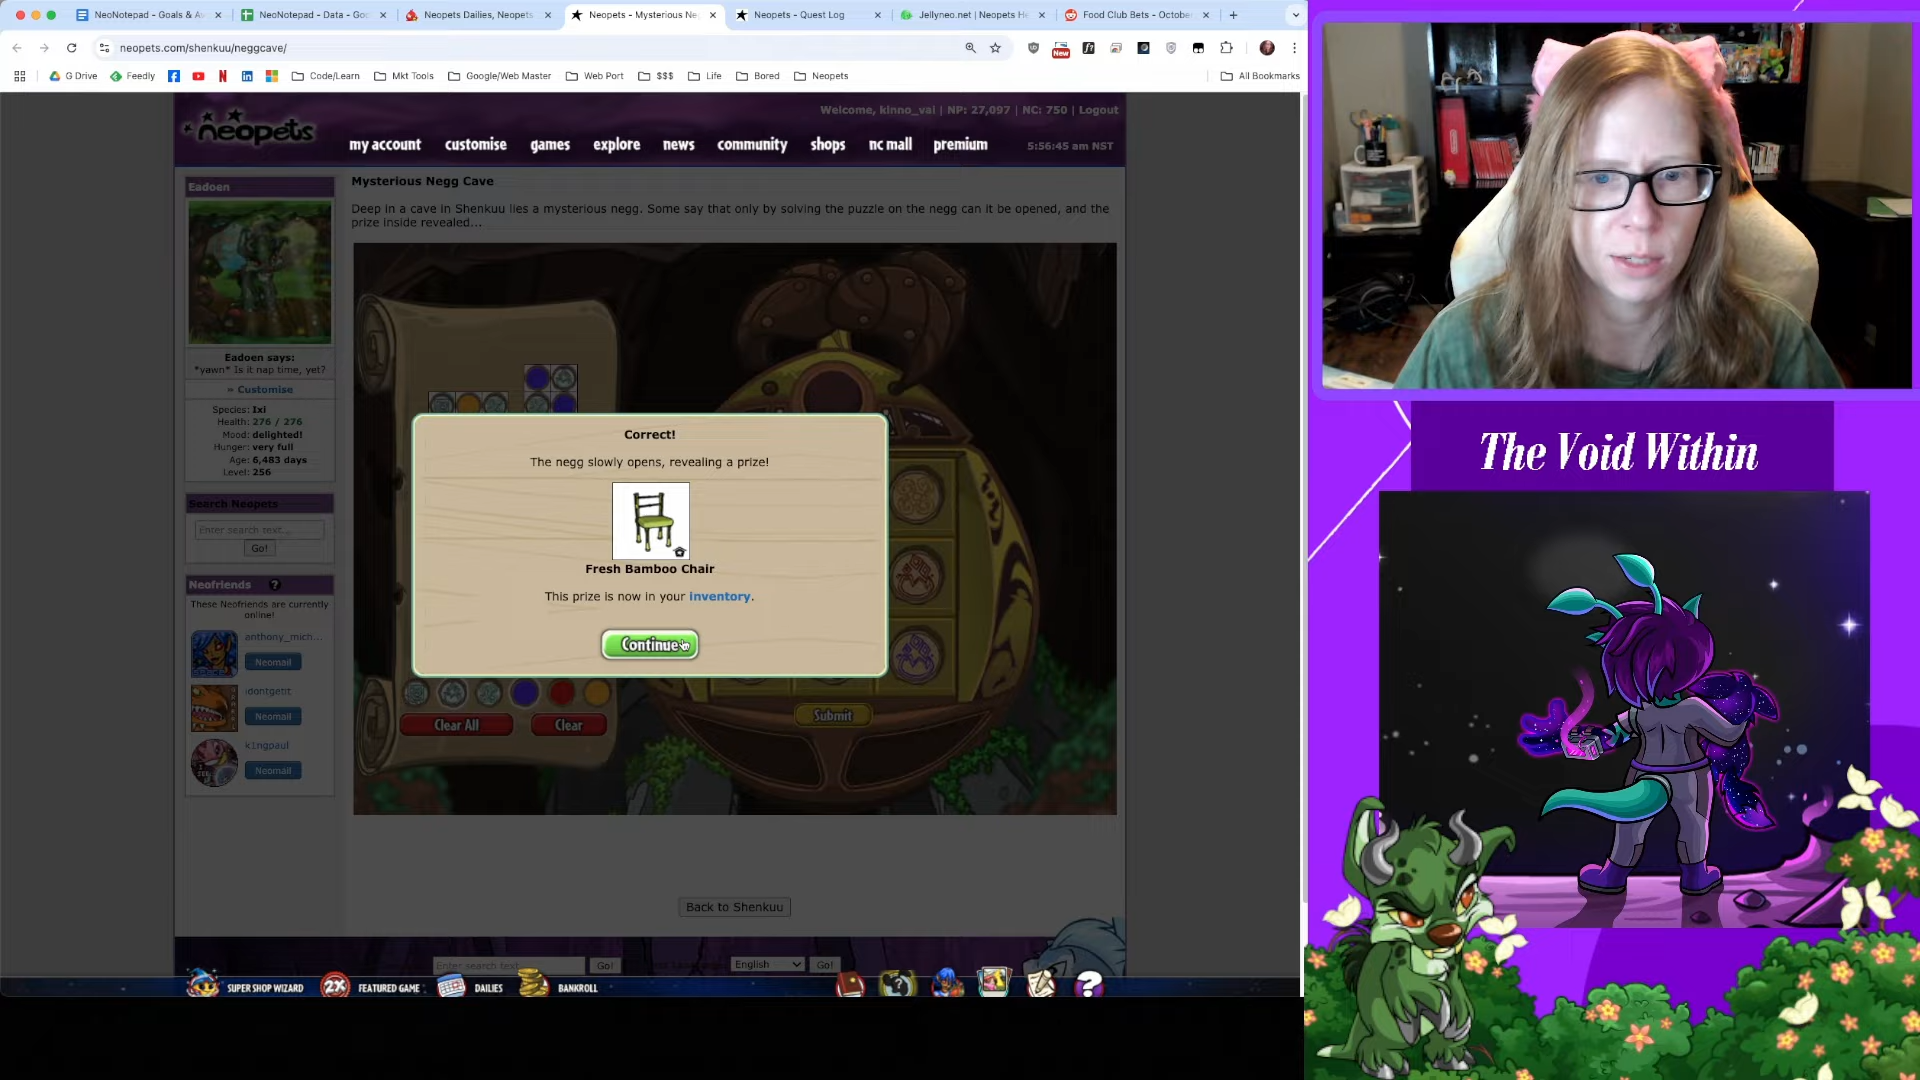 NeoNotepad - Goals & A
NeoNotepad - Data - Goo
Neopets Dailies, Neopets
Neopets - Mysterious Ne
Neopets - Quest Log
Jellyneo.net | Neopets He
Food Club Bets - October
neopets.com/shenkuu/neggcave/
New
G Drive
Feedly
Code/Learn
Mkt Tools
Google/Web Master
Web Port
$$$
Life
Bored
Neopets
All Bookmarks
neopets
Welcome, kinno_val | NP: 27,097 | NC: 750 | Logout
my account
customise
games
explore
news
community
shops
nc mall
premium
5:56:45 am NST
Eadoen
Eadoen says:
*yawn* Is it nap time, yet?
» Customise
Species: Ixi
Health: 276 / 276
Mood: delighted!
Hunger: very full
Age: 6,483 days
Level: 256
Search Neopets
Enter search text...
Go!
Neofriends ?
These Neofriends are currently
online!
anthony_mich...
Neomail
idontgetit
Neomail
k1ngpaul
Neomail
Mysterious Negg Cave
Deep in a cave in Shenkuu lies a mysterious negg. Some say that only by solving the puzzle on the negg can it be opened, and the
prize inside revealed...
Correct!
The negg slowly opens, revealing a prize!
Fresh Bamboo Chair
This prize is now in your inventory.
Continue
Clear All
Clear
Submit
Back to Shenkuu
Enter search text...
Go!
English
Go!
SUPER SHOP WIZARD
2X
FEATURED GAME
DAILIES
BANKROLL
?
The Void Within